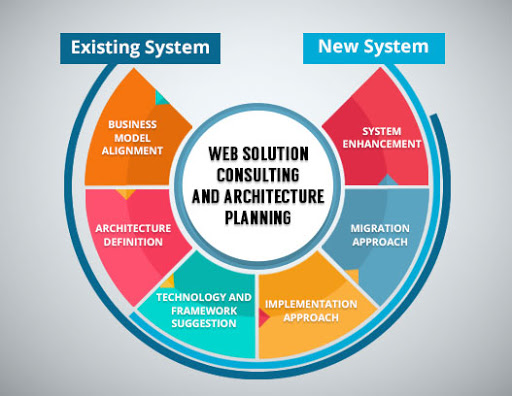 Existing System
New System
BUSINESS
MODEL
ALIGNMENT
SYSTEM
ENHANCEMENT
WEB SOLUTION
CONSULTING
AND ARCHITECTURE
PLANNING
ARCHITECTURE
DEFINITION
MIGRATION
APPROACH
TECHNOLOGY AND
FRAMEWORK
SUGGESTION
IMPLEMENTATION
APPROACH